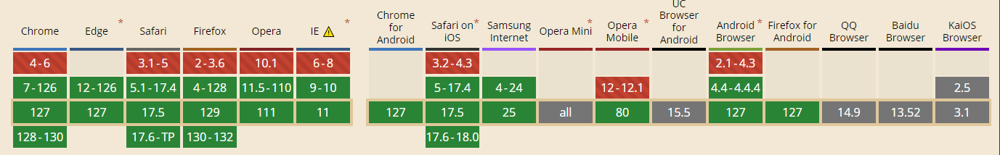 Chrome
Edge *
Safari
Firefox
Opera
IE ⚠ *
Chrome
for
Android
Safari on *
iOS
Samsung
Internet
Opera Mini *
Opera *
Mobile
UC
Browser
for
Android
Android *
Browser
Firefox for
Android
QQ
Browser
Baidu
Browser
KaiOS
Browser
4-6 3.1-5 2-3.6 10.1 6-8 3.2-4.3 2.1-4.3
7-126 12-126 5.1-17.4 4-128 11.5-110 9-10 5-17.4 4-24 12-12.1 4.4-4.4.4 2.5
127 127 17.5 129 111 11 127 17.5 25 all 80 15.5 127 127 14.9 13.52 3.1
128-130 17.6-TP 130-132 17.6-18.0